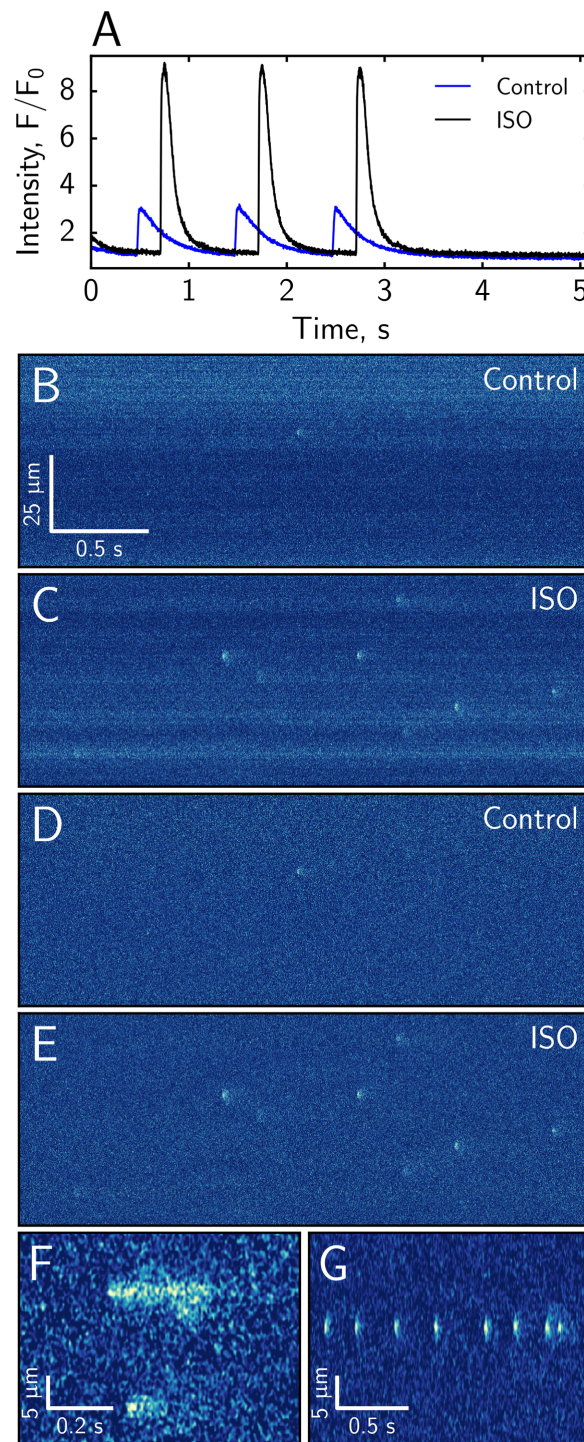 A
Intensity, F/F₀
8
6
4
2
Control
ISO
0 1 2 3 4 5
Time, s
B
Control
25 μm
0.5 s
C
ISO
D
Control
E
ISO
F
5 μm
0.2 s
G
5 μm
0.5 s